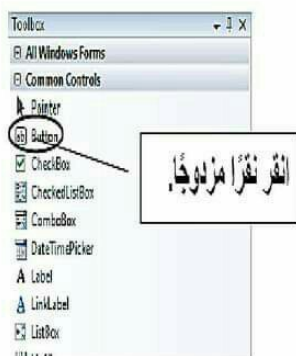 Toolbox
All Windows Forms
Common Controls
Pointer
Button
CheckBox
CheckedListBox
ComboBox
DateTimePicker
Label
LinkLabel
ListBox
انقر نقرًا مزدوجًا.